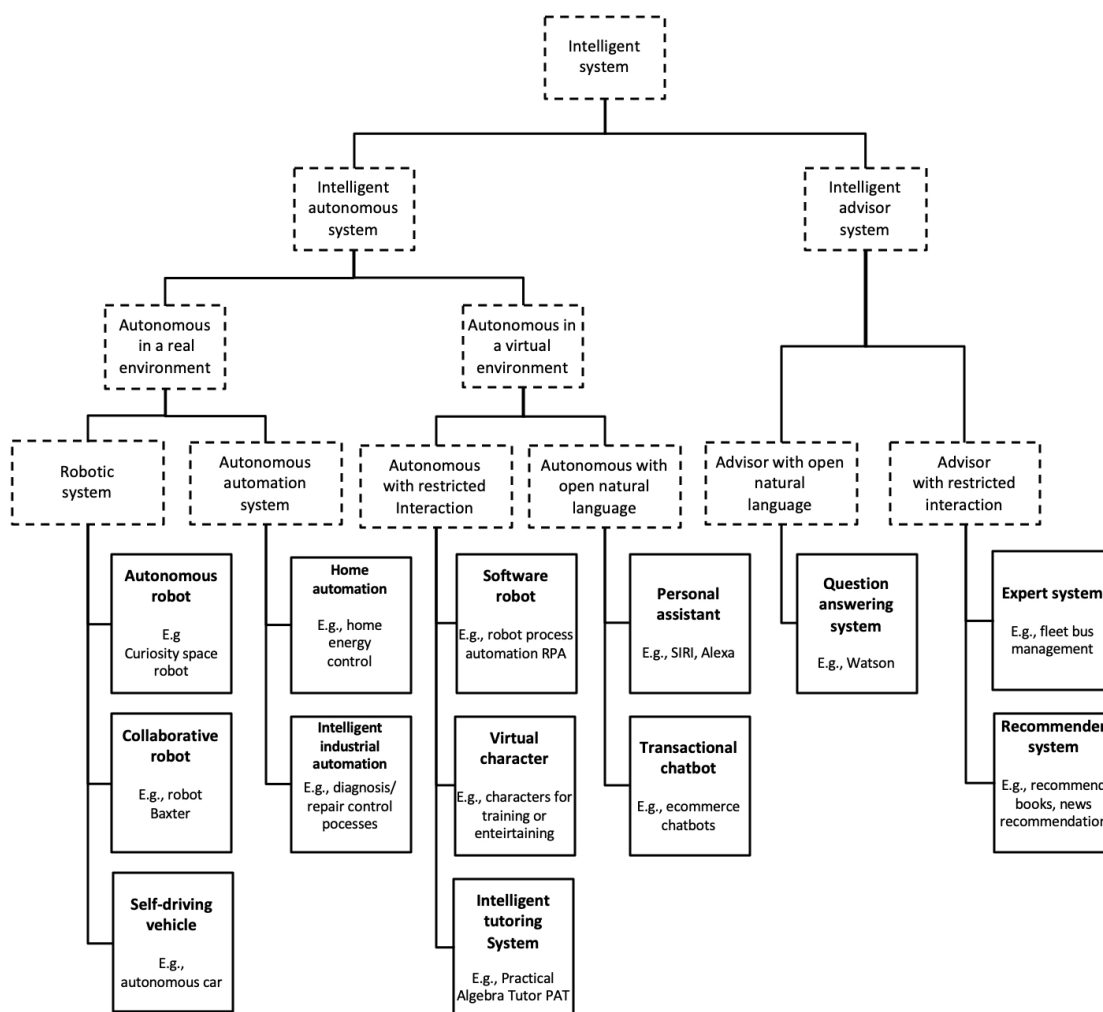 Intelligent
system
Intelligent
autonomous
system
Intelligent
advisor
system
Autonomous
in a real
environment
Autonomous in
a virtual
environment
Robotic
system
Autonomous
automation
system
Autonomous
with restricted
Interaction
Autonomous with
open natural
language
Advisor with open
natural
language
Advisor
with restricted
interaction
Autonomous
robot
E.g
Curiosity space
robot
Home
automation
E.g., home
energy
control
Software
robot
E.g., robot process
automation RPA
Personal
assistant
E.g., SIRI, Alexa
Question
answering
system
E.g., Watson
Expert system
E.g., fleet bus
management
Collaborative
robot
E.g., robot
Baxter
Intelligent
industrial
automation
E.g., diagnosis/
repair control
pocesses
Virtual
character
E.g., characters for
training or
enteirtaining
Transactional
chatbot
E.g., ecommerce
chatbots
Recommender
system
E.g., recommend
books, news
recommendation
Self-driving
vehicle
E.g.,
autonomous car
Intelligent
tutoring
System
E.g., Practical
Algebra Tutor PAT